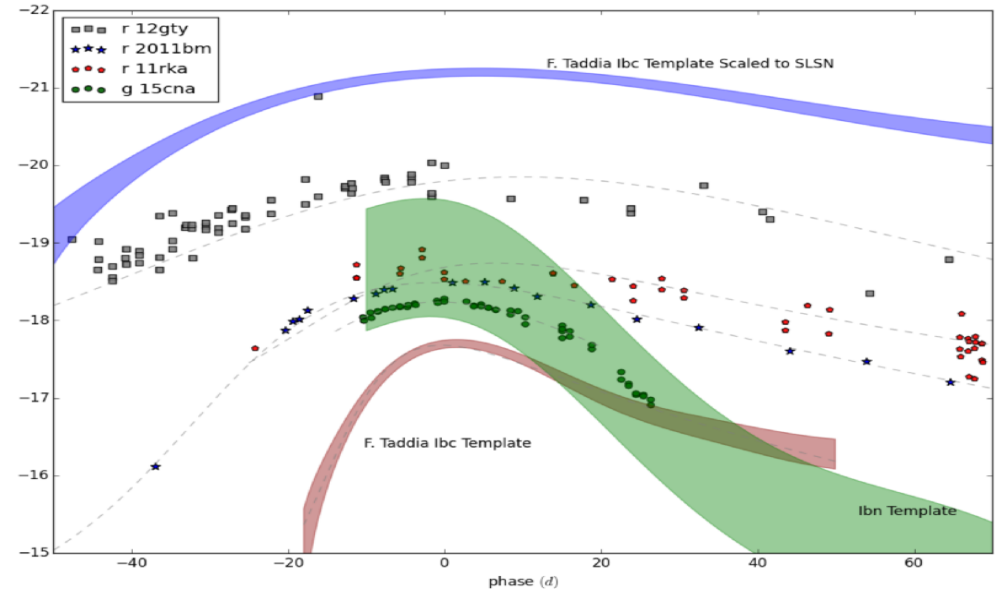 −22
−21
−20
−19
−18
−17
−16
−15
r 12gty
r 2011bm
r 11rka
g 15cna
F. Taddia Ibc Template Scaled to SLSN
F. Taddia Ibc Template
Ibn Template
−40 −20 0 20 40 60
phase (d)